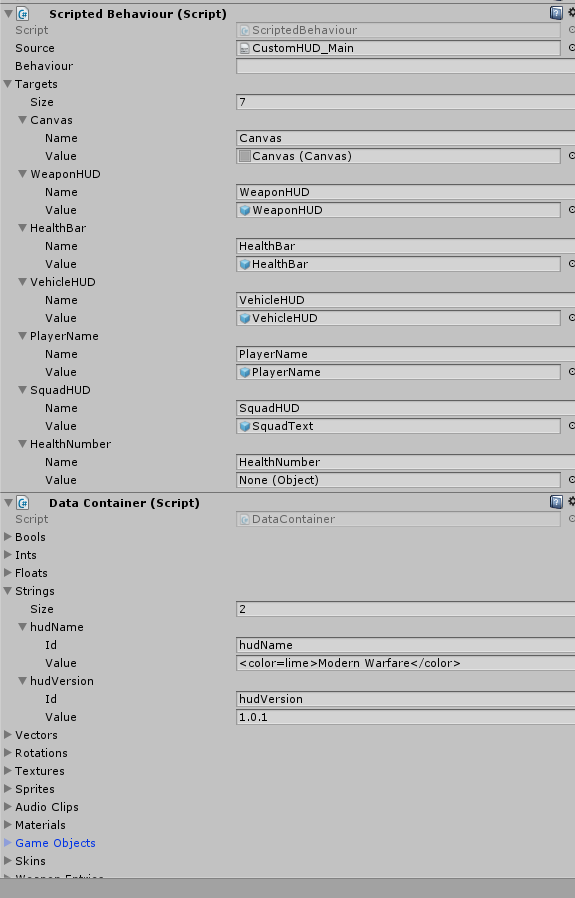 Scripted Behaviour (Script)
Script ScriptedBehaviour
Source CustomHUD_Main
Behaviour
Targets
Size 7
Canvas
Name Canvas
Value Canvas (Canvas)
WeaponHUD
Name WeaponHUD
Value WeaponHUD
HealthBar
Name HealthBar
Value HealthBar
VehicleHUD
Name VehicleHUD
Value VehicleHUD
PlayerName
Name PlayerName
Value PlayerName
SquadHUD
Name SquadHUD
Value SquadText
HealthNumber
Name HealthNumber
Value None (Object)
Data Container (Script)
Script DataContainer
Bools
Ints
Floats
Strings
Size 2
hudName
Id hudName
Value <color=lime>Modern Warfare</color>
hudVersion
Id hudVersion
Value 1.0.1
Vectors
Rotations
Textures
Sprites
Audio Clips
Materials
Game Objects
Skins
Weapon Entries